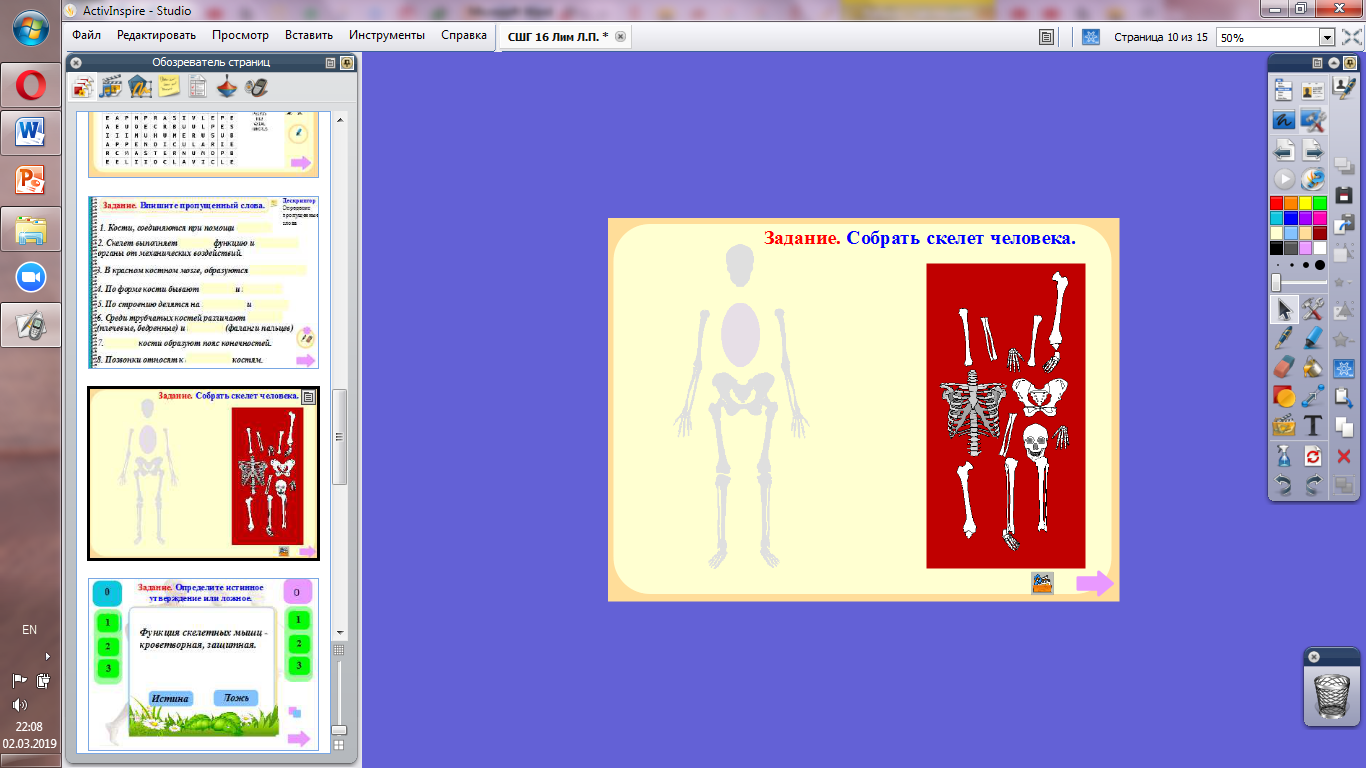 ActivInspire - Studio
Файл Редактировать Просмотр Вставить Инструменты Справка
СШГ 16 Лим Л.П. *
Страница 10 из 15
50%
Обозреватель страниц
E A P M P R A S I V L E P E
A E U D E C R B U V L P E S
I I I M U H U M E R U S U B
A P P E N D I C U L A R I E
R C M A S T E R N U M D P B
E E L I I O C L A V I C L E
Задание. Впишите пропущенный слова.
Дескриптор
1. Кости, соединяются при помощи
2. Скелет выполняет функцию и
органы от механических воздействий.
3. В красном костном мозге, образуются
4. По форме кости бывают и
5. По строению делятся на и
6. Среди трубчатых костей различают
(плечевые, бедренные) и (фаланги пальцев)
7. кости образуют пояс конечностей.
8. Позвонки относят к костям.
Задание. Собрать скелет человека.
0
1
2
3
Задание. Определите истинное
утверждение или ложное.
Функция скелетных мышц -
кроветворная, защитная.
Истина
Ложь
0
1
2
3
Задание. Собрать скелет человека.
EN
22:08
02.03.2019